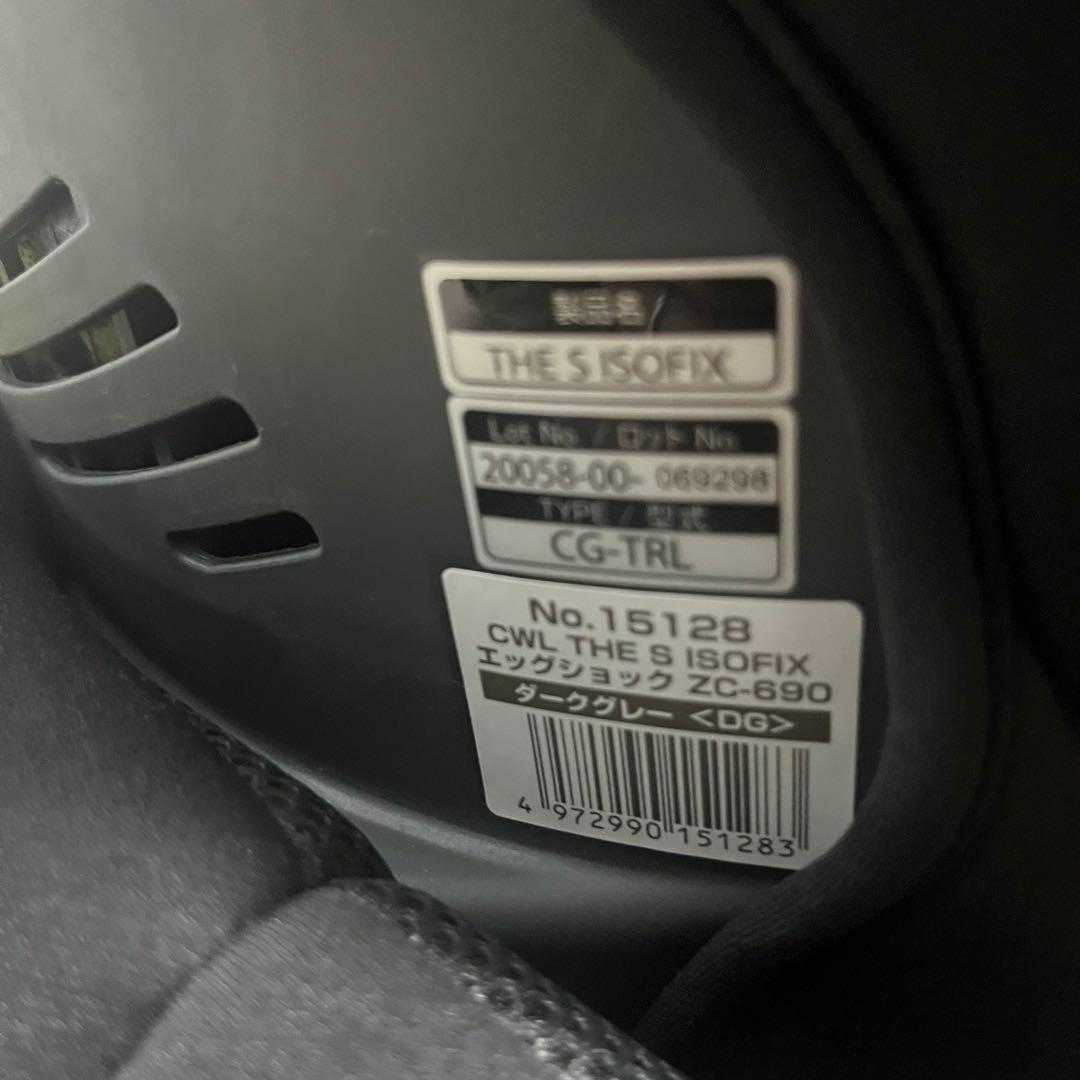 製品名
THE S ISOFIX
Lot No. / ロット No.
20058-00- 069298
TYPE / 型式
CG-TRL
No.15128
CWL THE S ISOFIX
エッグショック ZC-690
ダークグレー <DG>
4 972990 151283